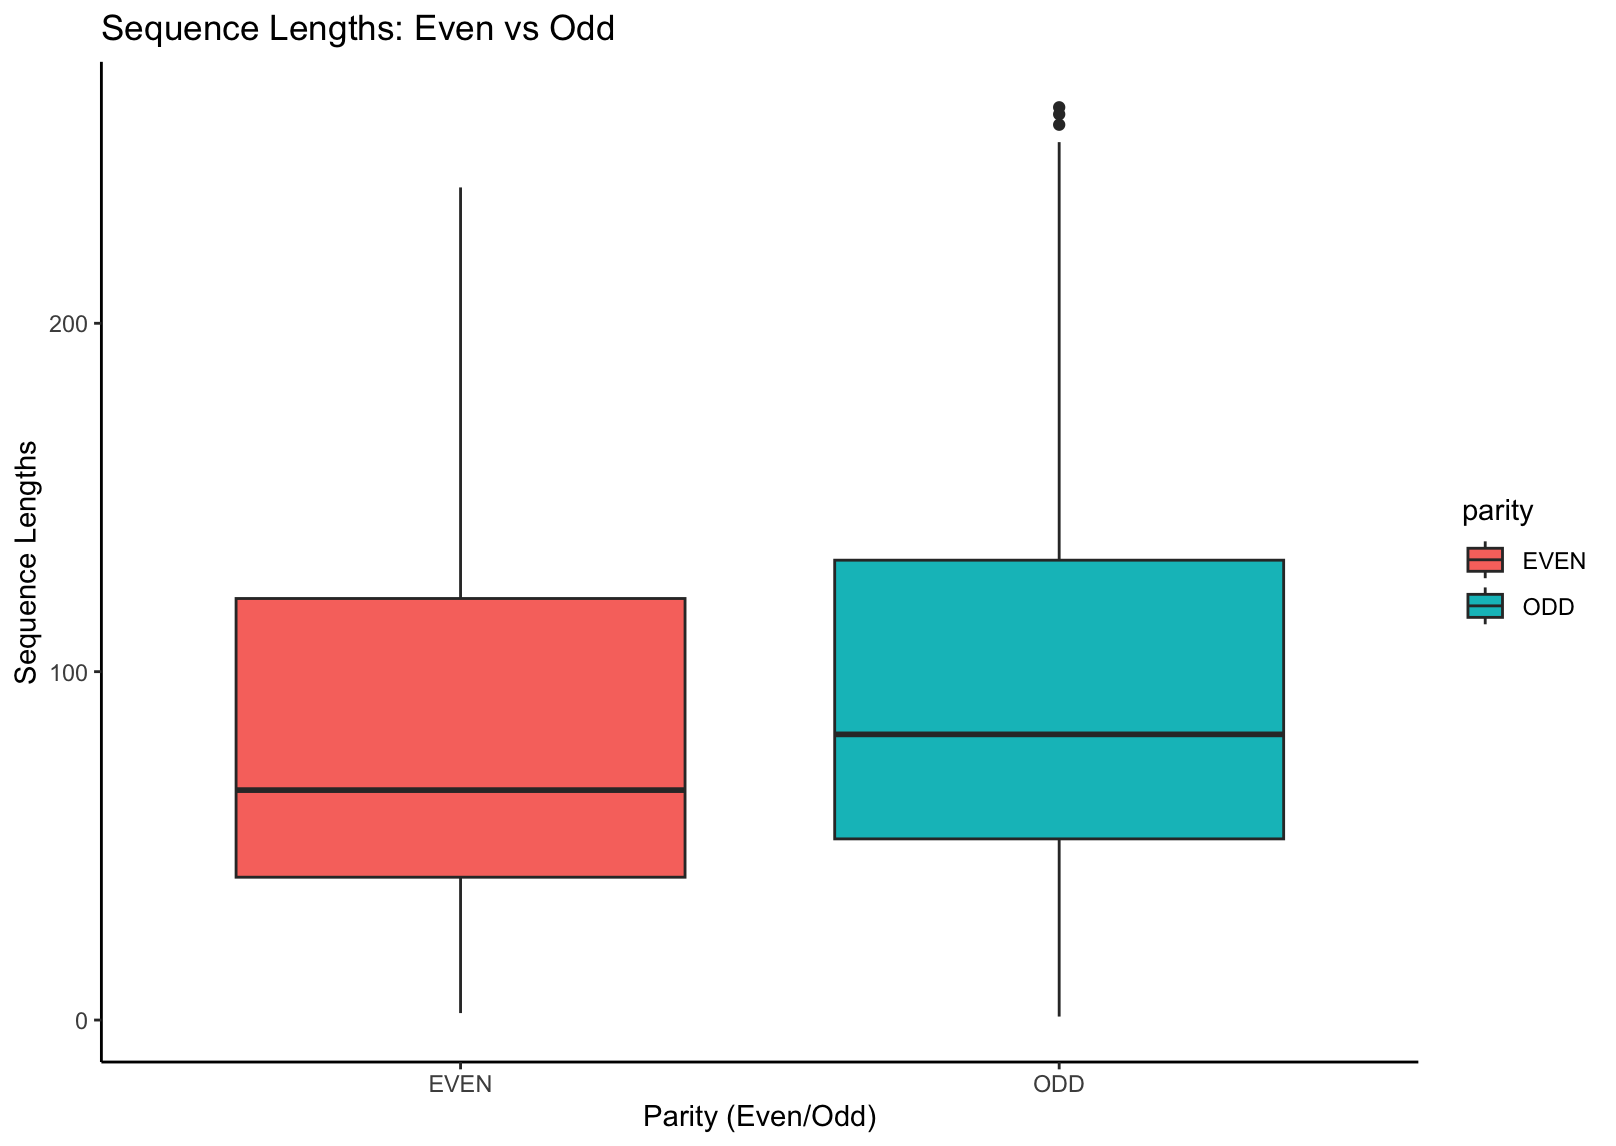 Sequence Lengths: Even vs Odd
Sequence Lengths
200
100
0
EVEN
ODD
Parity (Even/Odd)
parity
EVEN
ODD